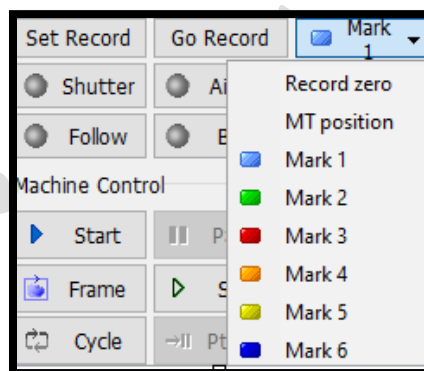 Set Record Go Record Mark 1
Shutter
Follow
Machine Control
Start
Frame
Cycle
Record zero
MT position
Mark 1
Mark 2
Mark 3
Mark 4
Mark 5
Mark 6